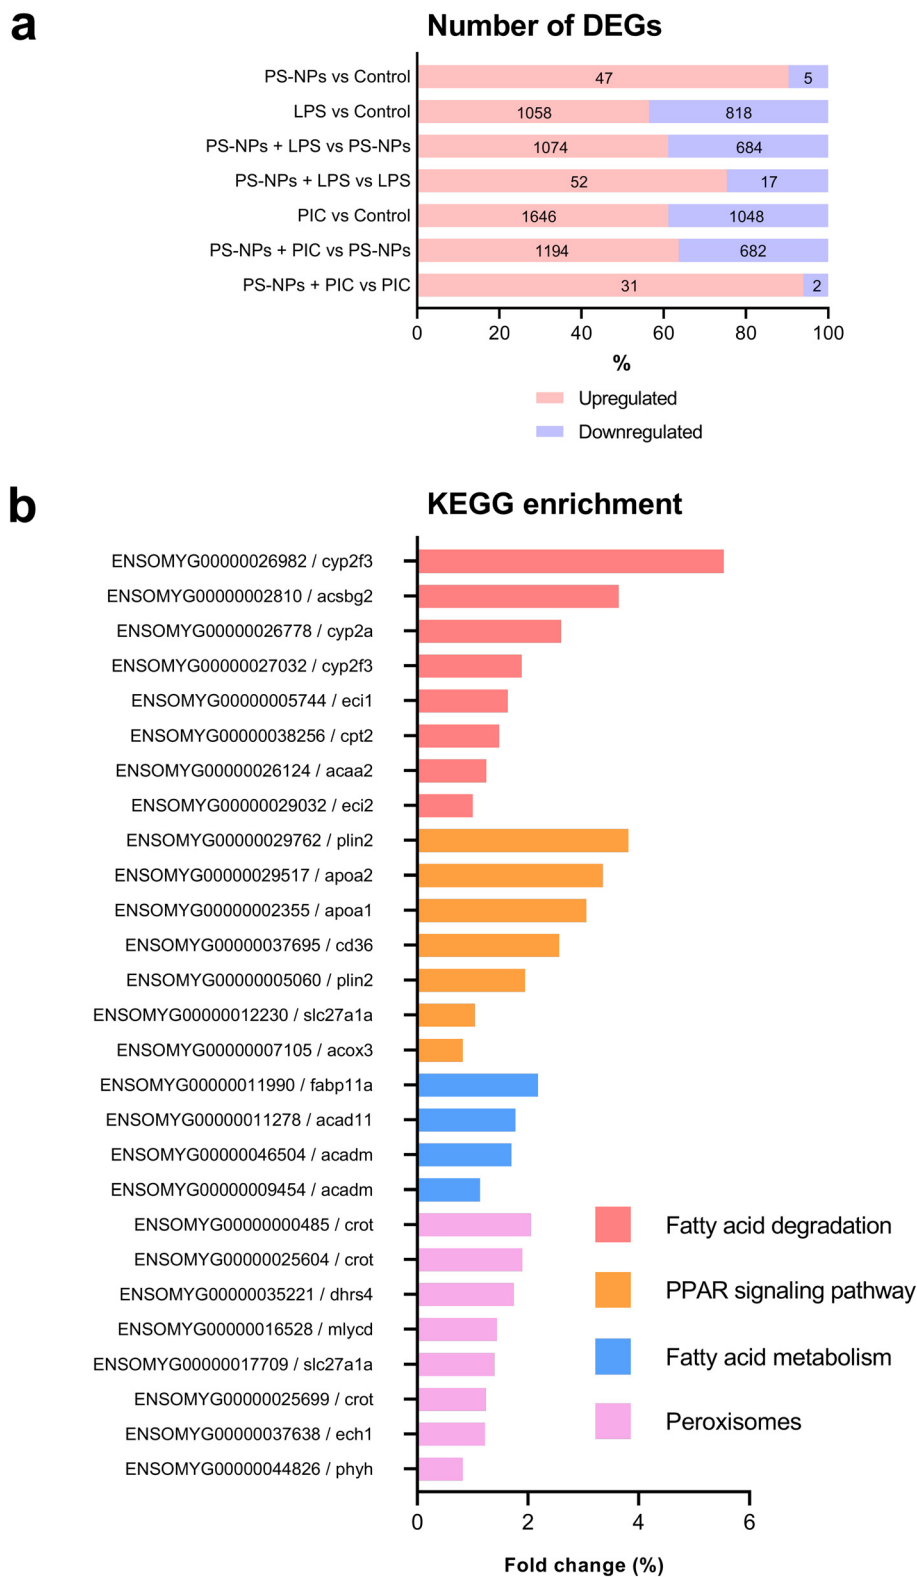 a
Number of DEGs
PS-NPs vs Control 47 5
LPS vs Control 1058 818
PS-NPs + LPS vs PS-NPs 1074 684
PS-NPs + LPS vs LPS 52 17
PIC vs Control 1646 1048
PS-NPs + PIC vs PS-NPs 1194 682
PS-NPs + PIC vs PIC 31 2
0 20 40 60 80 100
%
Upregulated
Downregulated
b
KEGG enrichment
ENSOMYG00000026982 / cyp2f3
ENSOMYG00000002810 / acsbg2
ENSOMYG00000026778 / cyp2a
ENSOMYG00000027032 / cyp2f3
ENSOMYG00000005744 / eci1
ENSOMYG00000038256 / cpt2
ENSOMYG00000026124 / acaa2
ENSOMYG00000029032 / eci2
ENSOMYG00000029762 / plin2
ENSOMYG00000029517 / apoa2
ENSOMYG00000002355 / apoa1
ENSOMYG00000037695 / cd36
ENSOMYG00000005060 / plin2
ENSOMYG00000012230 / slc27a1a
ENSOMYG00000007105 / acox3
ENSOMYG00000011990 / fabp11a
ENSOMYG00000011278 / acad11
ENSOMYG00000046504 / acadm
ENSOMYG00000009454 / acadm
ENSOMYG00000000485 / crot
ENSOMYG00000025604 / crot
ENSOMYG00000035221 / dhrs4
ENSOMYG00000016528 / mlycd
ENSOMYG00000017709 / slc27a1a
ENSOMYG00000025699 / crot
ENSOMYG00000037638 / ech1
ENSOMYG00000044826 / phyh
Fatty acid degradation
PPAR signaling pathway
Fatty acid metabolism
Peroxisomes
0 2 4 6
Fold change (%)